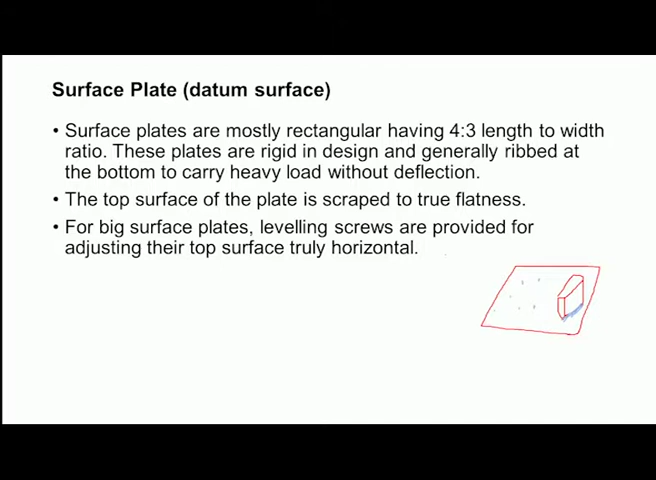 Surface Plate (datum surface)
• Surface plates are mostly rectangular having 4:3 length to width
ratio. These plates are rigid in design and generally ribbed at
the bottom to carry heavy load without deflection.
• The top surface of the plate is scraped to true flatness.
• For big surface plates, levelling screws are provided for
adjusting their top surface truly horizontal.